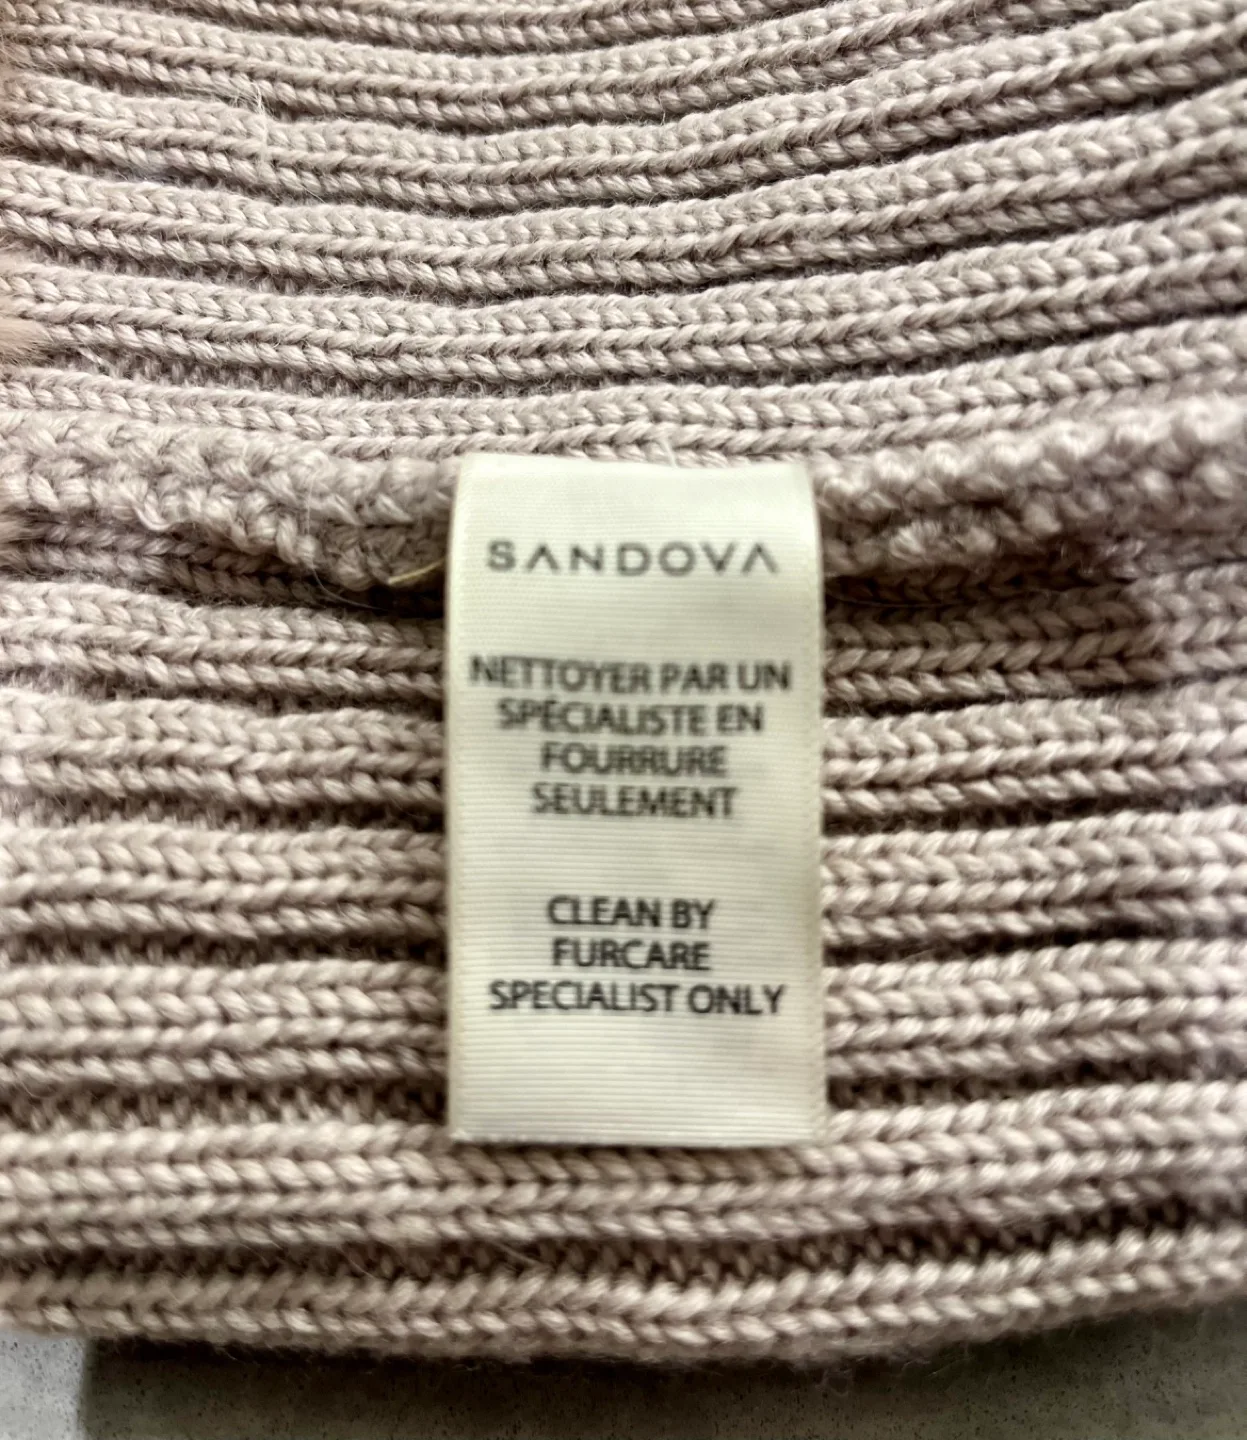 SANDOVA
NETTOYER PAR UN
SPÉCIALISTE EN
FOURRURE
SEULEMENT
CLEAN BY
FURCARE
SPECIALIST ONLY